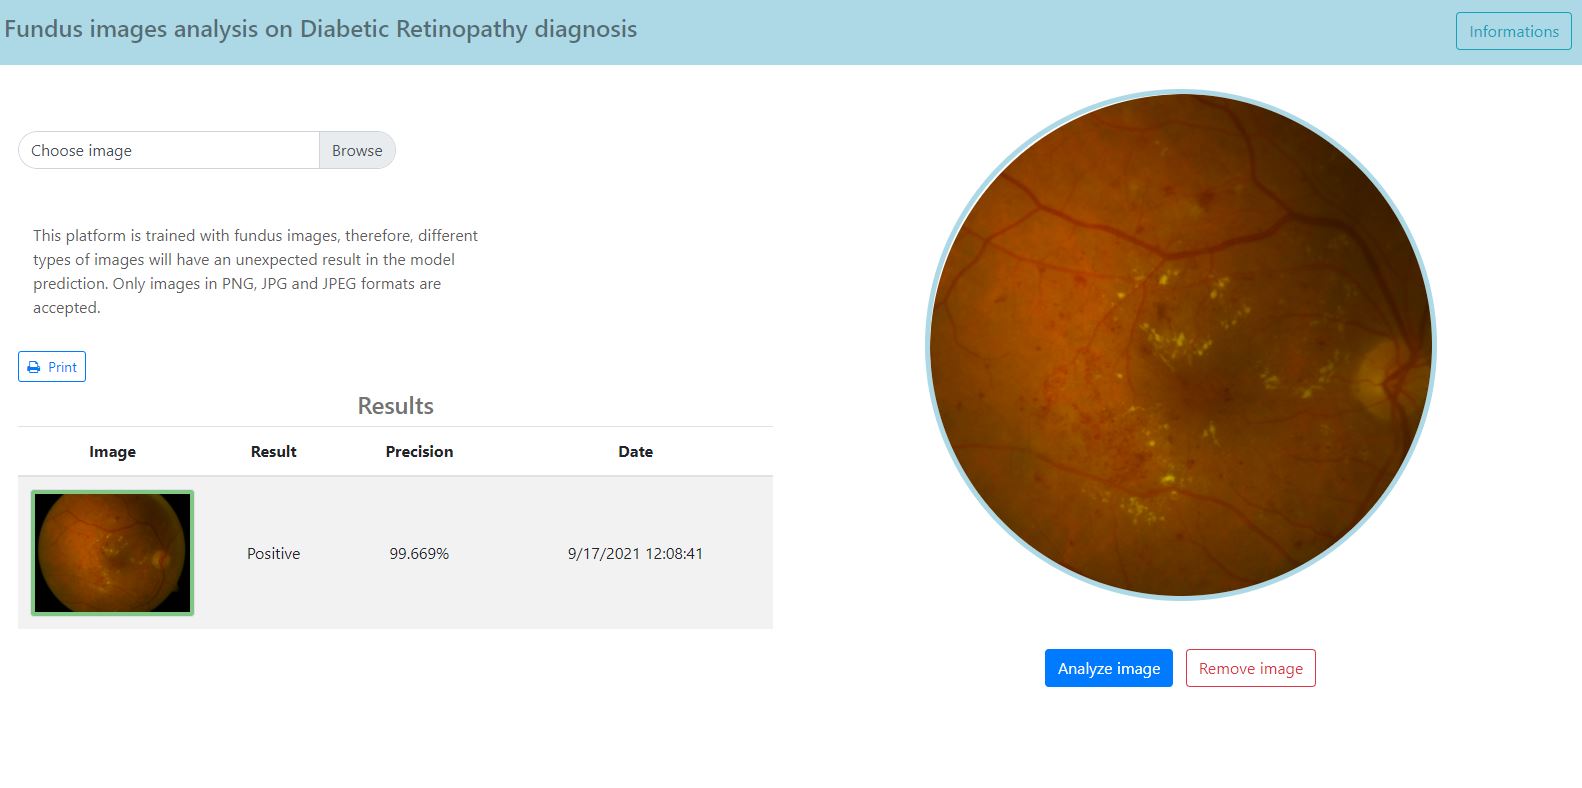 Fundus images analysis on Diabetic Retinopathy diagnosis
Informations
Choose image
Browse
This platform is trained with fundus images, therefore, different
types of images will have an unexpected result in the model
prediction. Only images in PNG, JPG and JPEG formats are
accepted.
Print
Results
Image Result Precision Date
Positive 99.669% 9/17/2021 12:08:41
Analyze image
Remove image